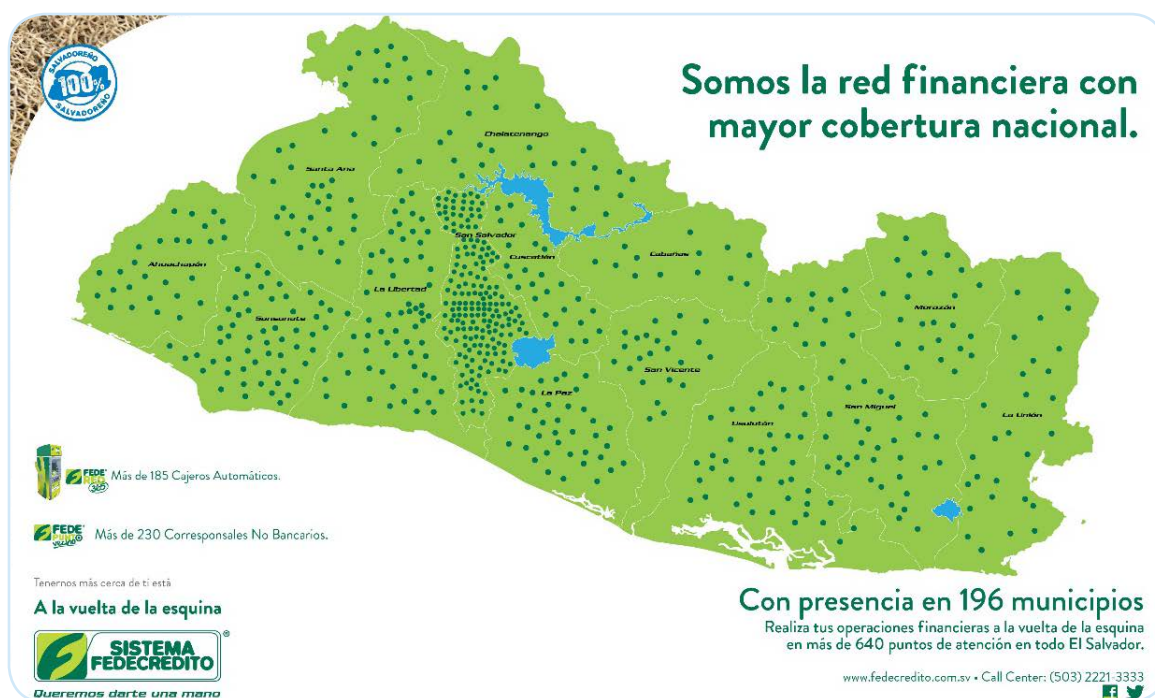 SALVADOREÑO
100%
SALVADOREÑO
Somos la red financiera con
mayor cobertura nacional.
Chalatenango
Santa Ana
San Salvador
Cuscatlán
Cabañas
Ahuachapán
La Libertad
Sonsonate
Morazán
San Vicente
La Paz
Usulután
San Miguel
La Unión
FEDE
RED
365
Más de 185 Cajeros Automáticos.
FEDE
PUNTO
VECINO
Más de 230 Corresponsales No Bancarios.
Tenernos más cerca de ti está
A la vuelta de la esquina
SISTEMA
FEDECRÉDITO
®
Queremos darte una mano
Con presencia en 196 municipios
Realiza tus operaciones financieras a la vuelta de la esquina
en más de 640 puntos de atención en todo El Salvador.
www.fedecredito.com.sv • Call Center: (503) 2221-3333